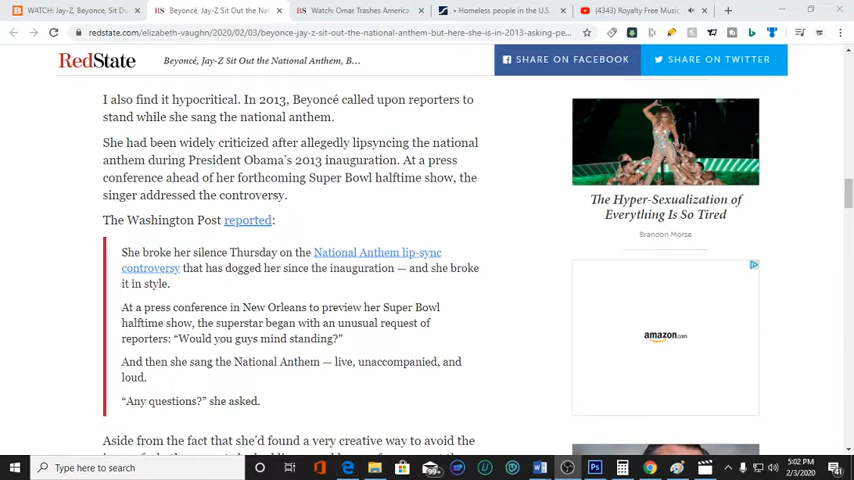 WATCH: Jay-Z, Beyonce, Sit Du
Beyoncé, Jay-Z Sit Out the Nat
Watch: Omar Trashes America
Homeless people in the U.S.
(4343) Royalty Free Music
redstate.com/elizabeth-vaughn/2020/02/03/beyonce-jay-z-sit-out-the-national-anthem-but-here-she-is-in-2013-asking-pe...
RedState
Beyoncé, Jay-Z Sit Out the National Anthem, B...
SHARE ON FACEBOOK
SHARE ON TWITTER
I also find it hypocritical. In 2013, Beyoncé called upon reporters to
stand while she sang the national anthem.
She had been widely criticized after allegedly lipsyncing the national
anthem during President Obama's 2013 inauguration. At a press
conference ahead of her forthcoming Super Bowl halftime show, the
singer addressed the controversy.
The Washington Post reported:
She broke her silence Thursday on the National Anthem lip-sync
controversy that has dogged her since the inauguration — and she broke
it in style.
At a press conference in New Orleans to preview her Super Bowl
halftime show, the superstar began with an unusual request of
reporters: "Would you guys mind standing?"
And then she sang the National Anthem — live, unaccompanied, and
loud.
"Any questions?" she asked.
Aside from the fact that she'd found a very creative way to avoid the
The Hyper-Sexualization of
Everything Is So Tired
Brandon Morse
amazon.com
Type here to search
99+
5:02 PM
2/3/2020